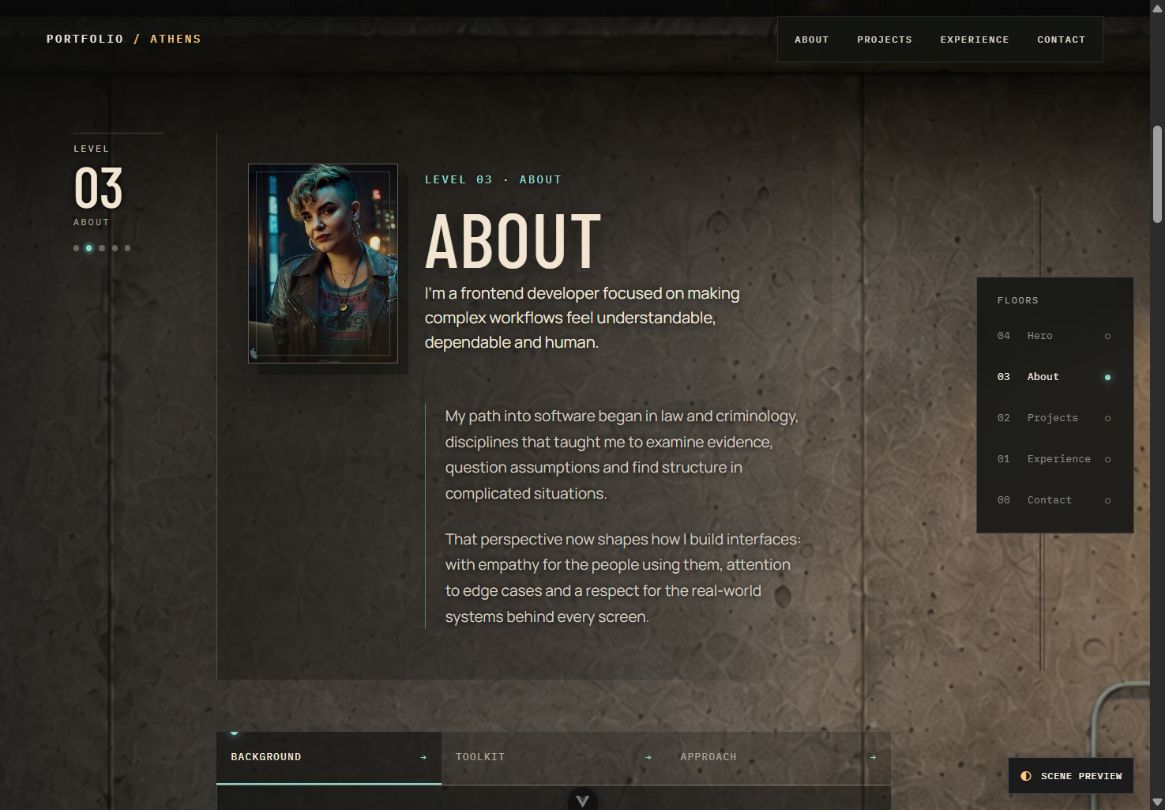 PORTFOLIO / ATHENS
ABOUT PROJECTS EXPERIENCE CONTACT
LEVEL
03
ABOUT
LEVEL 03 · ABOUT
ABOUT
I'm a frontend developer focused on making
complex workflows feel understandable,
dependable and human.
My path into software began in law and criminology,
disciplines that taught me to examine evidence,
question assumptions and find structure in
complicated situations.
That perspective now shapes how I build interfaces:
with empathy for the people using them, attention
to edge cases and a respect for the real-world
systems behind every screen.
FLOORS
04 Hero
03 About
02 Projects
01 Experience
00 Contact
BACKGROUND → TOOLKIT → APPROACH →
SCENE PREVIEW